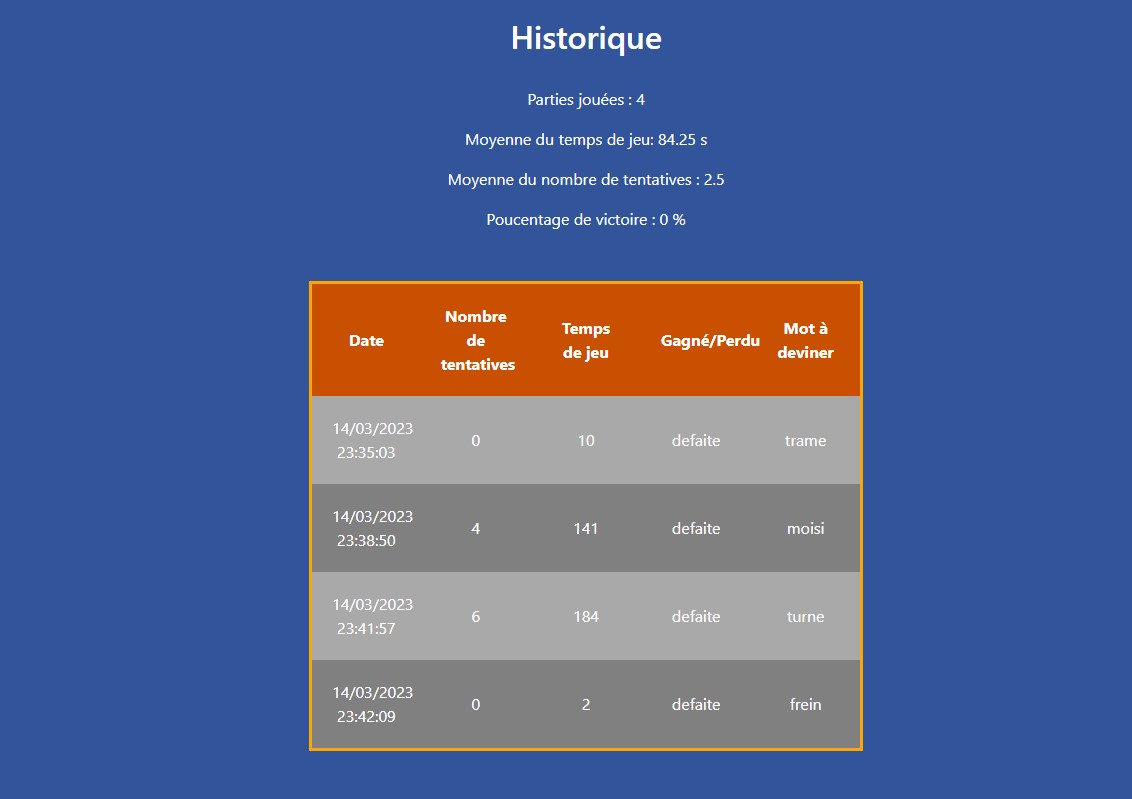 Historique
Parties jouées : 4
Moyenne du temps de jeu: 84.25 s
Moyenne du nombre de tentatives : 2.5
Poucentage de victoire : 0 %
Date
Nombre
de
tentatives
Temps
de jeu
Gagné/Perdu
Mot à
deviner
14/03/2023
23:35:03
0
10
defaite
trame
14/03/2023
23:38:50
4
141
defaite
moisi
14/03/2023
23:41:57
6
184
defaite
turne
14/03/2023
23:42:09
0
2
defaite
frein